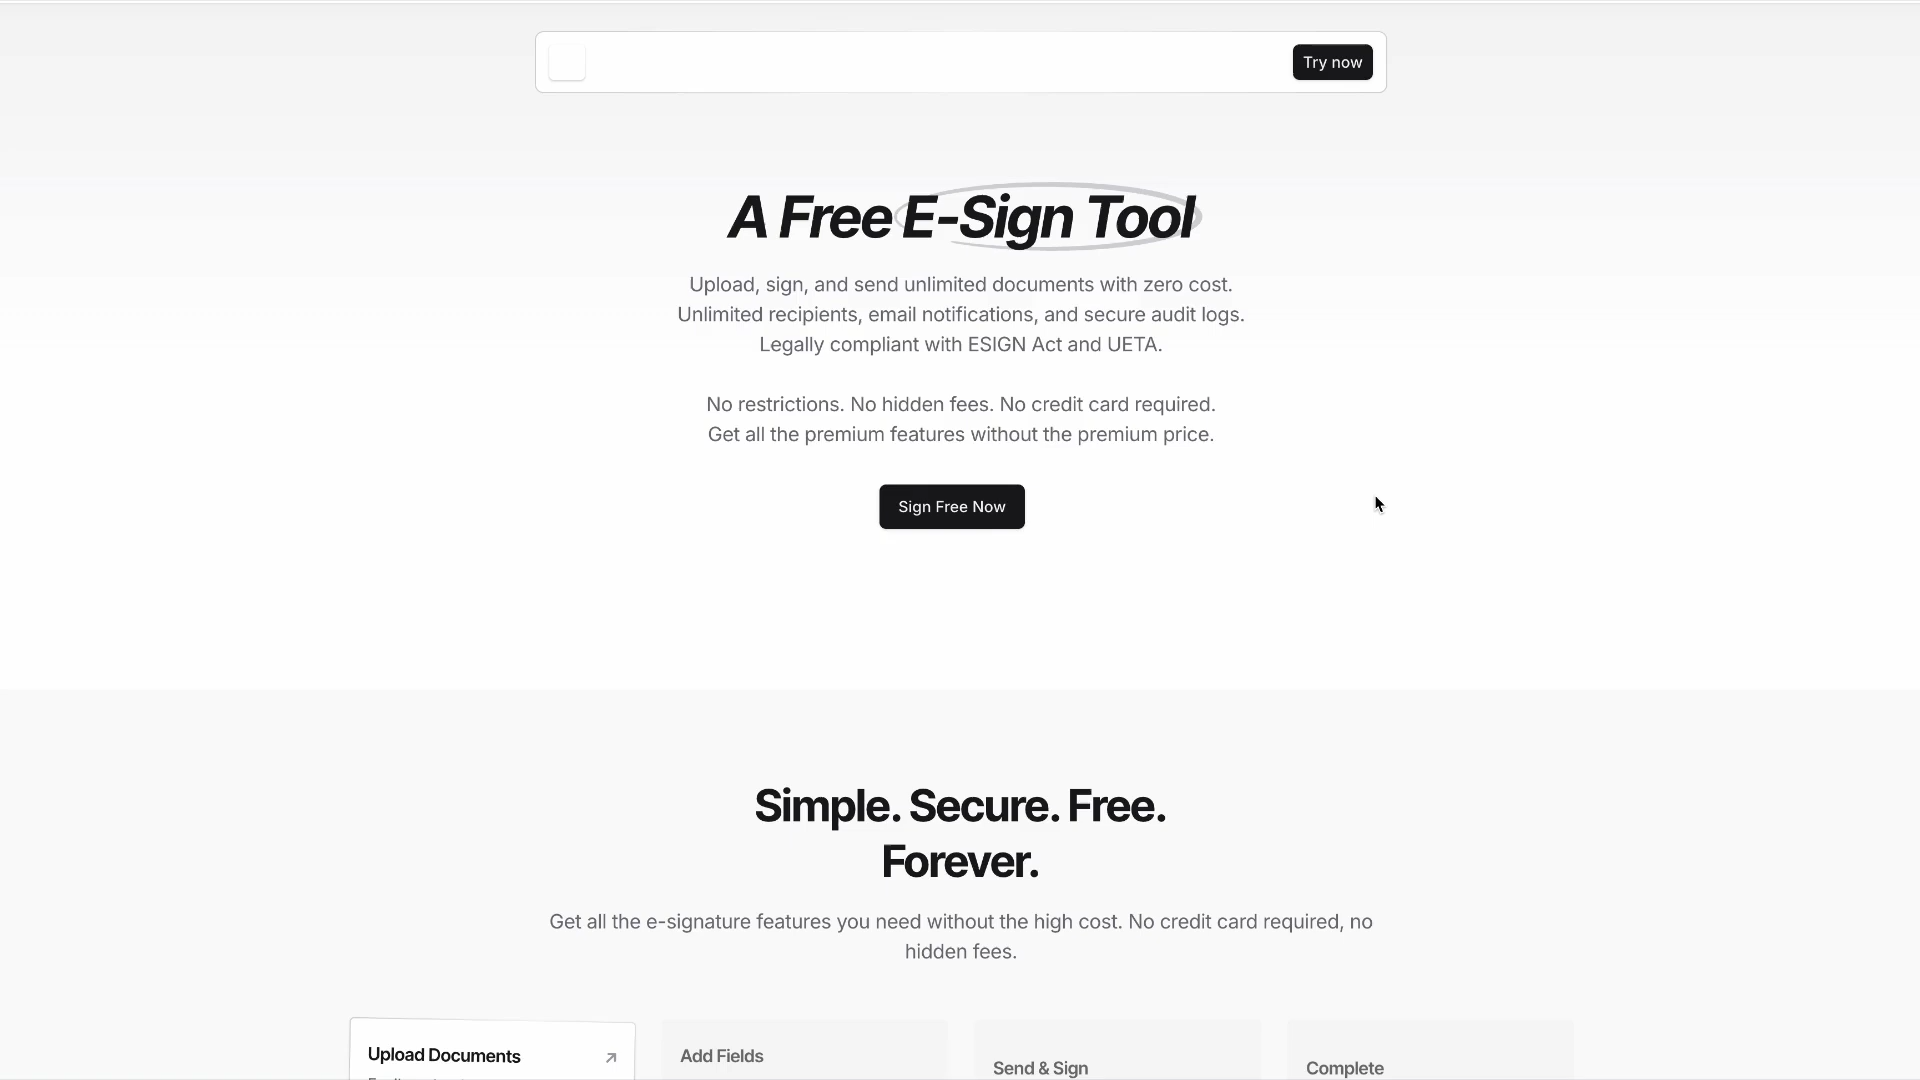 Try now
A Free E-Sign Tool
Upload, sign, and send unlimited documents with zero cost.
Unlimited recipients, email notifications, and secure audit logs.
Legally compliant with ESIGN Act and UETA.
No restrictions. No hidden fees. No credit card required.
Get all the premium features without the premium price.
Sign Free Now
Simple. Secure. Free.
Forever.
Get all the e-signature features you need without the high cost. No credit card required, no
hidden fees.
Upload Documents
Add Fields
Send & Sign
Complete